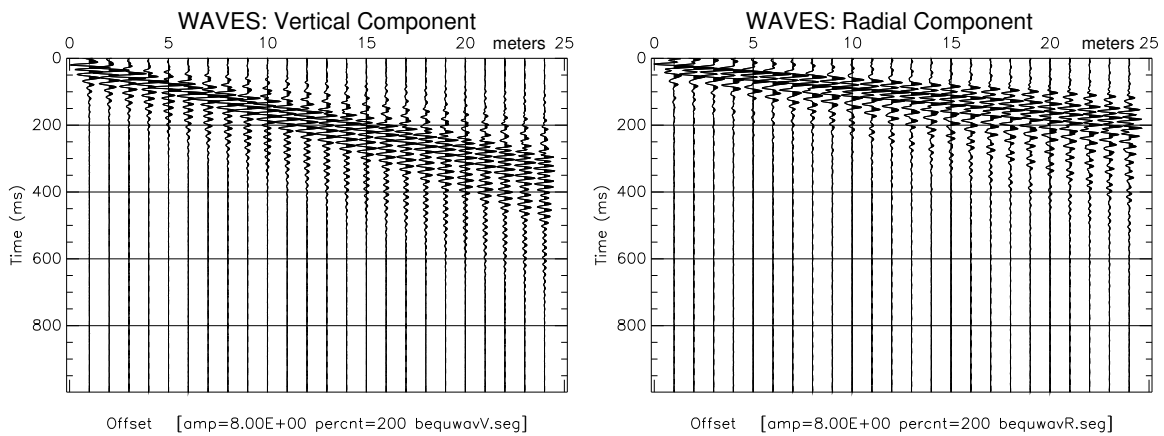 WAVES: Vertical Component
0 5 10 15 20 meters 25
0
200
400
600
800
Time (ms)
Offset [amp=8.00E+00 percnt=200 bequwavV.seg]
WAVES: Radial Component
0 5 10 15 20 meters 25
0
200
400
600
800
Time (ms)
Offset [amp=8.00E+00 percnt=200 bequwavR.seg]